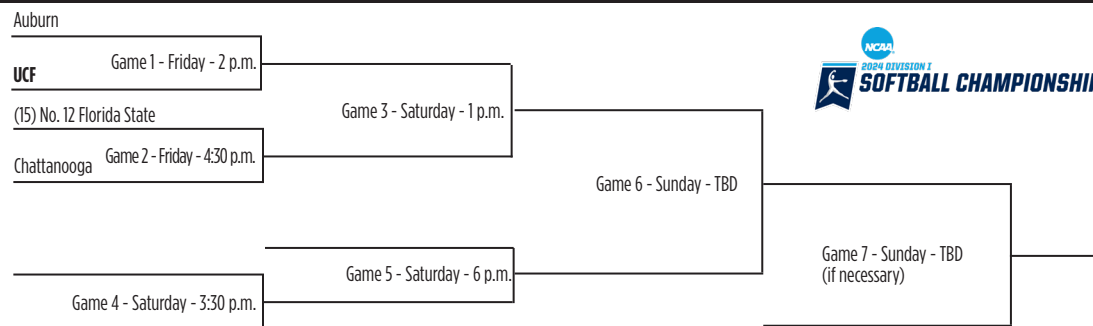 Auburn
Game 1 - Friday - 2 p.m.
UCF
(15) No. 12 Florida State
Game 3 - Saturday - 1 p.m.
Chattanooga
Game 2 - Friday - 4:30 p.m.
NCAA
2024 DIVISION I
SOFTBALL CHAMPIONSHI
Game 6 - Sunday - TBD
Game 7 - Sunday - TBD
(if necessary)
Game 5 - Saturday - 6 p.m.
Game 4 - Saturday - 3:30 p.m.